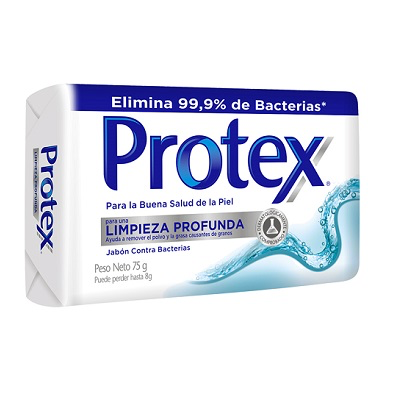 Elimina 99,9% de Bacterias*
Protex
Para la Buena Salud de la Piel
para una
LIMPIEZA PROFUNDA
Ayuda a remover el polvo y la grasa causantes de granos
Jabón Contra Bacterias
Peso Neto 75 g
Puede perder hasta 8g
Protex
LIMPIEZA PROFUNDA